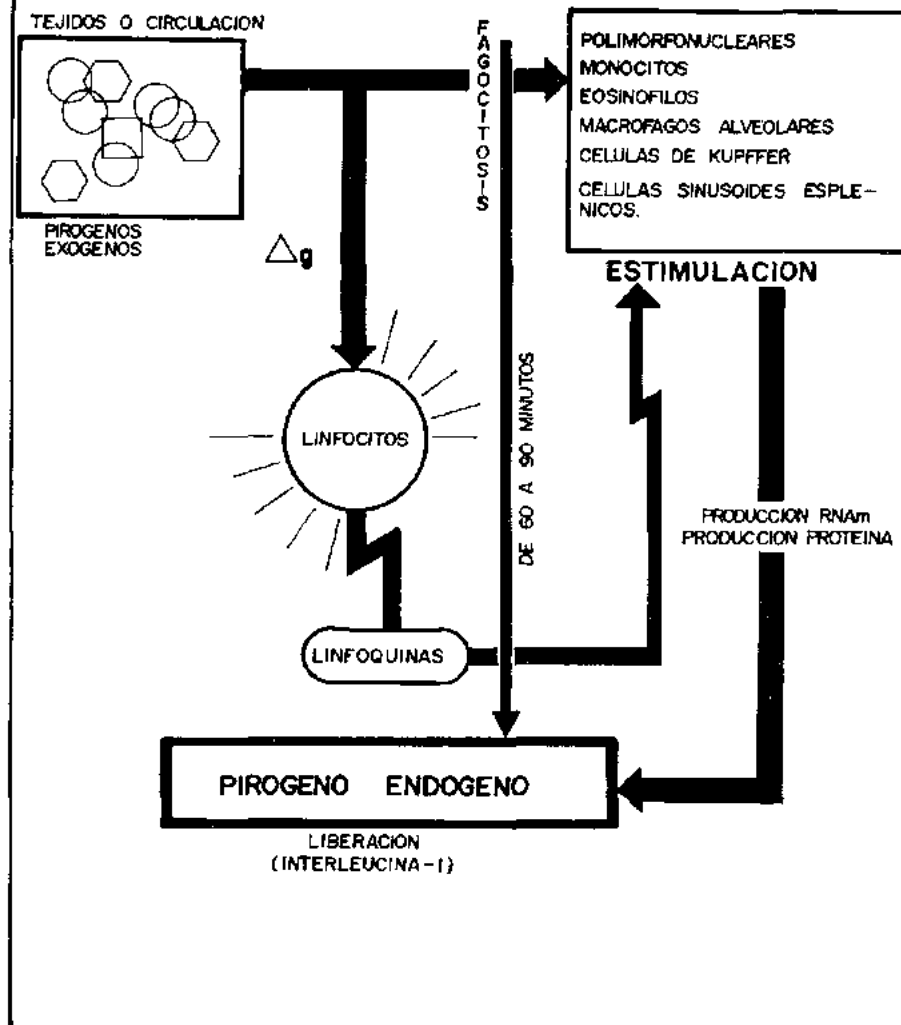 TEJIDOS O CIRCULACION
PIROGENOS
EXOGENOS
FAGOCITOSIS
POLIMORFONUCLEARES
MONOCITOS
EOSINOFILOS
MACROFAGOS ALVEOLARES
CELULAS DE KUPFFER
CELULAS SINUSOIDES ESPLE-
NICOS.
ESTIMULACION
△g
LINFOCITOS
DE 60 A 90 MINUTOS
PRODUCCION RNAm
PRODUCCION PROTEINA
LINFOQUINAS
PIROGENO ENDOGENO
LIBERACION
(INTERLEUCINA-1)